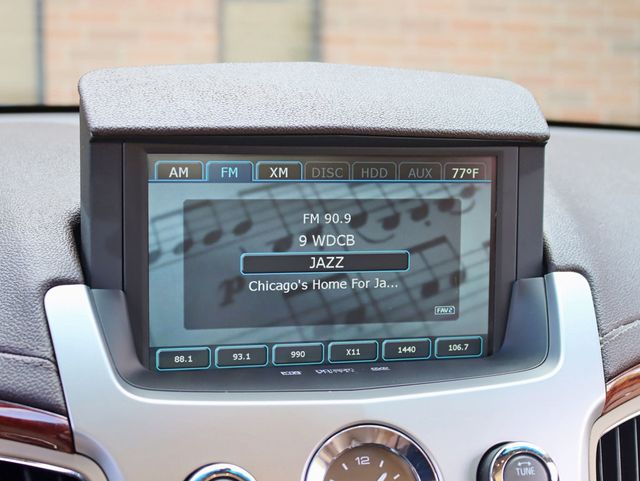 AM FM XM DISC HDD AUX 77°F
FM 90.9
9 WDCB
JAZZ
Chicago's Home For Ja...
FAV2
88.1 93.1 990 X11 1440 106.7
12
TUNE